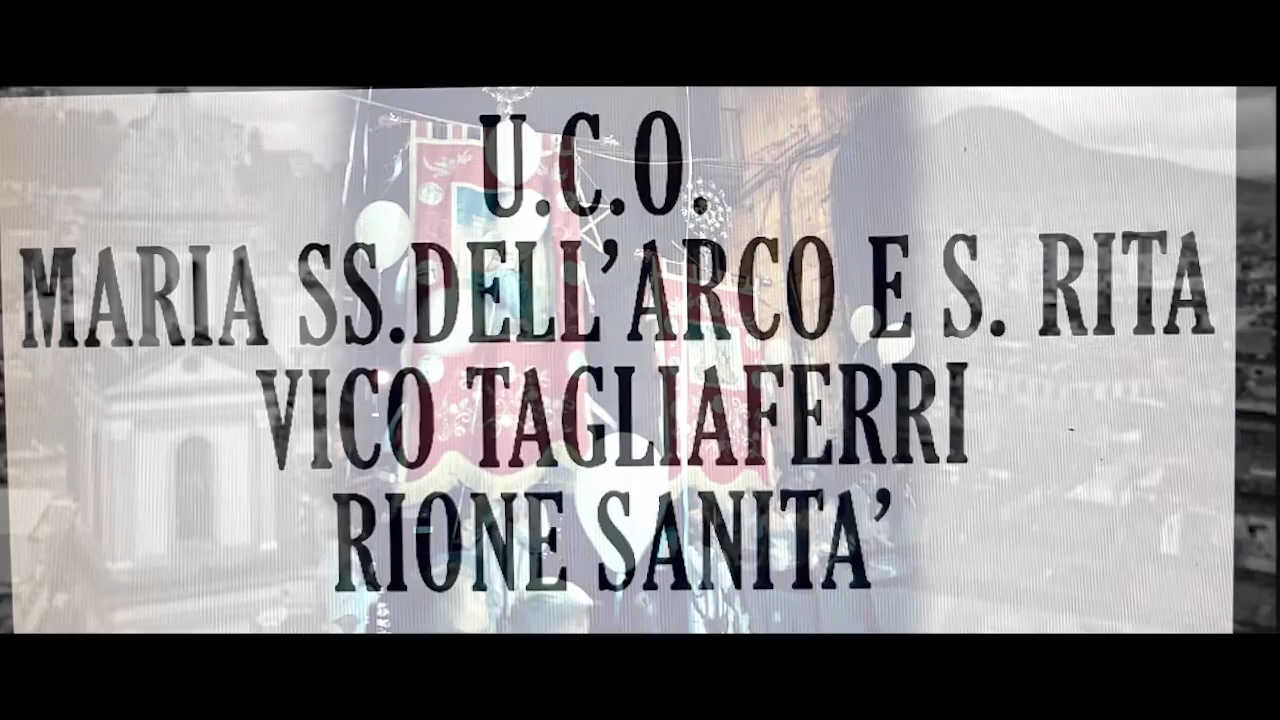 U.C.O.
MARIA SS.DELL'ARCO E S. RITA
VICO TAGLIAFERRI
RIONE SANITA'